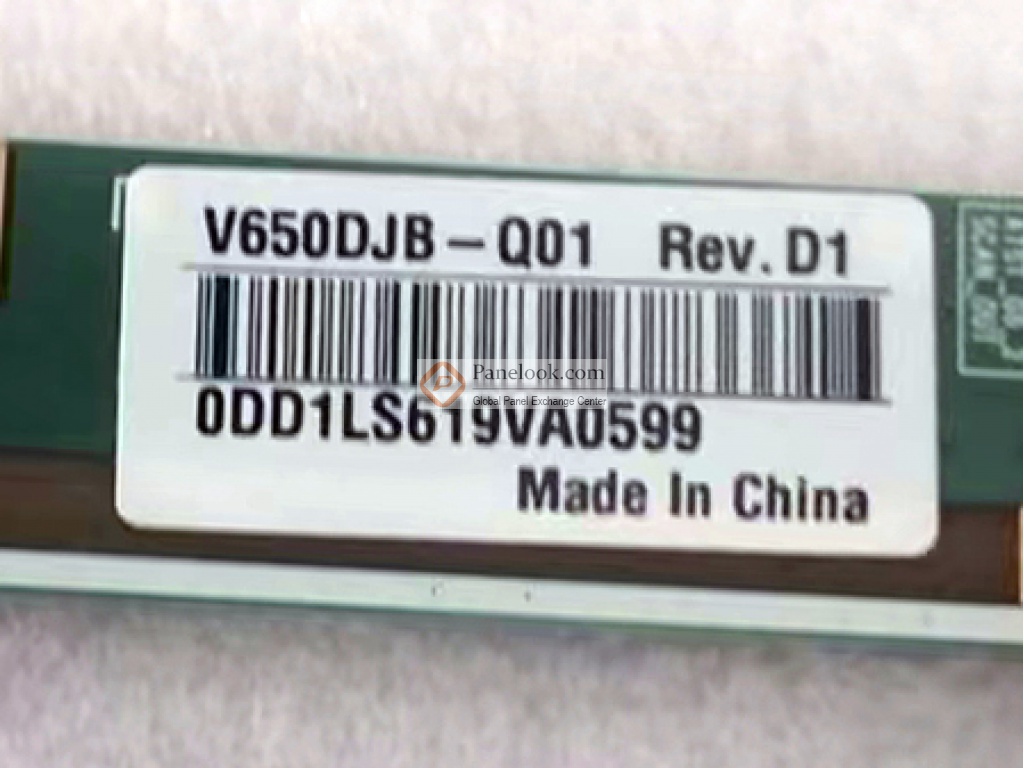 V650DJB-Q01 Rev.D1
Panelook.com
Global Panel Exchange Center
0DD1LS619VA0599
Made In China